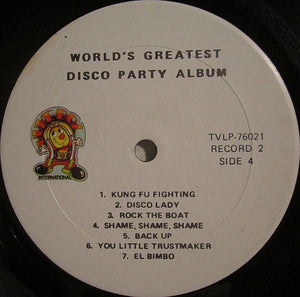 WORLD'S GREATEST
DISCO PARTY ALBUM
TVLP-76021
RECORD 2
SIDE 4
INTERNATIONAL
1. KUNG FU FIGHTING
2. DISCO LADY
3. ROCK THE BOAT
4. SHAME, SHAME, SHAME
5. BACK UP
6. YOU LITTLE TRUSTMAKER
7. EL BIMBO